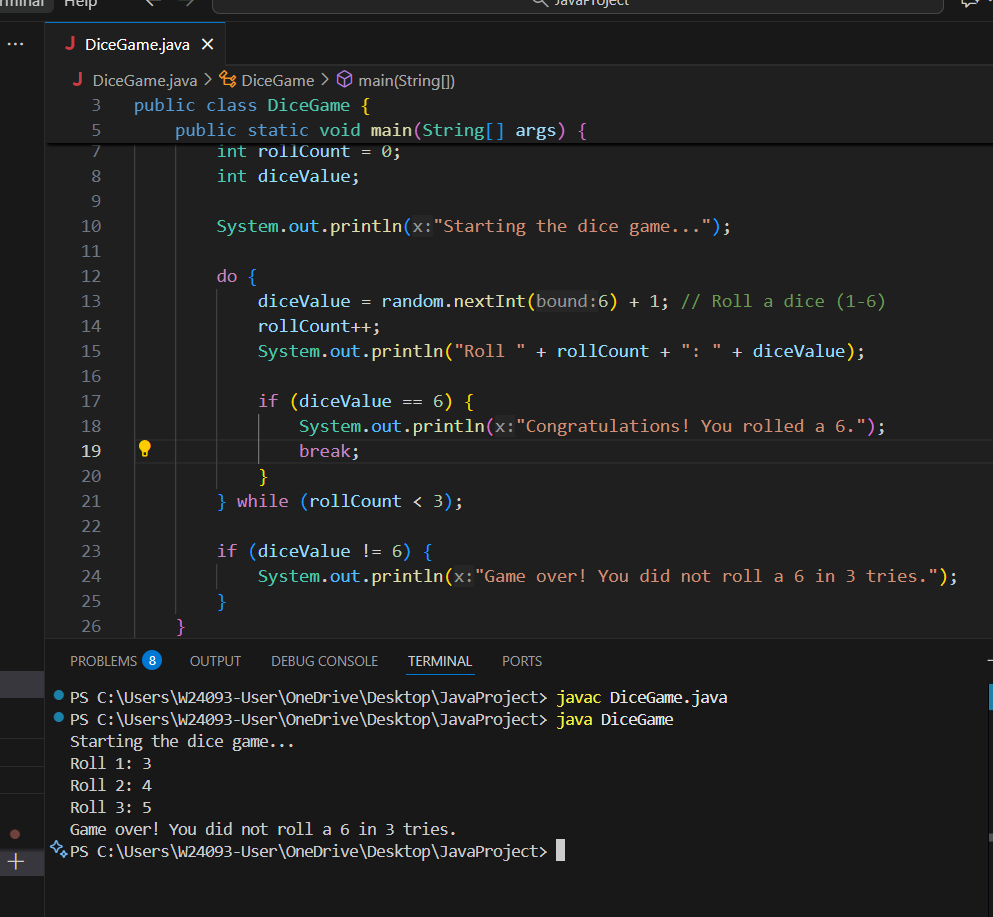 Help
JavaProject
DiceGame.java
DiceGame.java > DiceGame > main(String[])
3 public class DiceGame {
5 public static void main(String[] args) {
7 int rollCount = 0;
8 int diceValue;
9
10 System.out.println(x:"Starting the dice game...");
11
12 do {
13 diceValue = random.nextInt(bound:6) + 1; // Roll a dice (1-6)
14 rollCount++;
15 System.out.println("Roll " + rollCount + ": " + diceValue);
16
17 if (diceValue == 6) {
18 System.out.println(x:"Congratulations! You rolled a 6.");
19 break;
20 }
21 } while (rollCount < 3);
22
23 if (diceValue != 6) {
24 System.out.println(x:"Game over! You did not roll a 6 in 3 tries.");
25 }
26 }
PROBLEMS 8 OUTPUT DEBUG CONSOLE TERMINAL PORTS
PS C:\Users\W24093-User\OneDrive\Desktop\JavaProject> javac DiceGame.java
PS C:\Users\W24093-User\OneDrive\Desktop\JavaProject> java DiceGame
Starting the dice game...
Roll 1: 3
Roll 2: 4
Roll 3: 5
Game over! You did not roll a 6 in 3 tries.
PS C:\Users\W24093-User\OneDrive\Desktop\JavaProject>